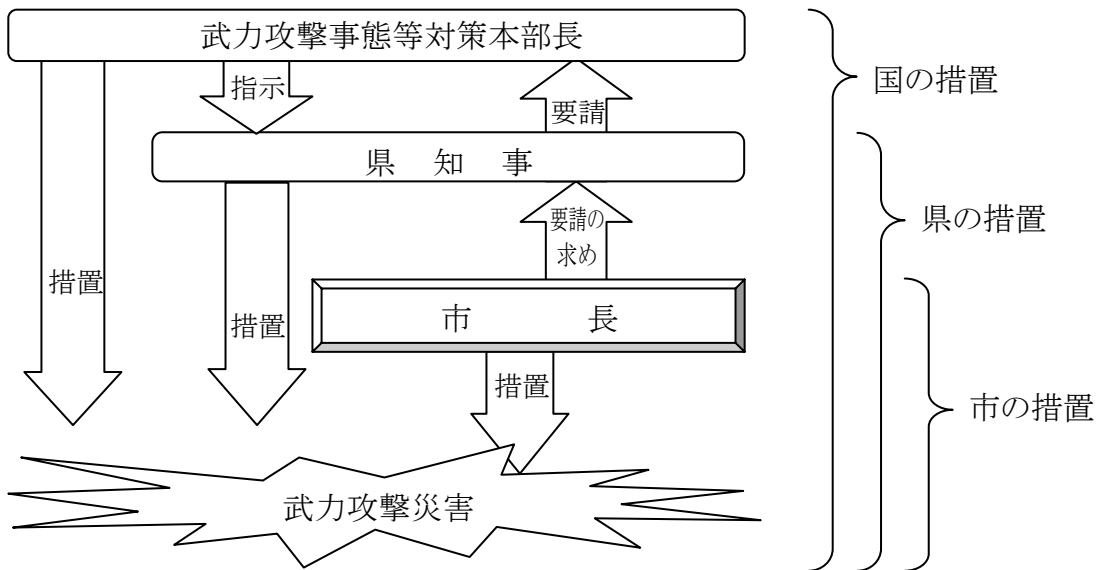 武力攻撃事態等対策本部長
国の措置
指示
要請
県　知　事
県の措置
要請の
求め
措置
措置
市　　長
措置
市の措置
武力攻撃災害